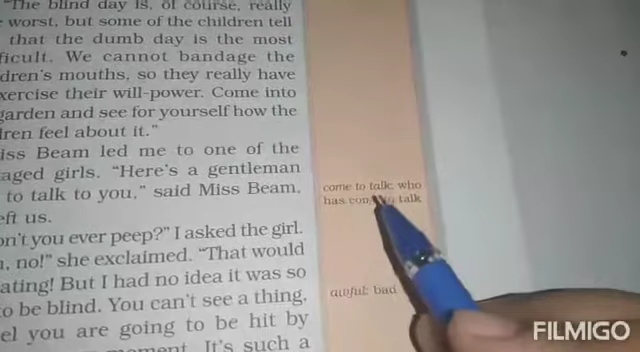 "The blind day is, of course, really
worst, but some of the children tell
that the dumb day is the most
ficult. We cannot bandage the
dren's mouths, so they really have
xercise their will-power. Come into
garden and see for yourself how the
dren feel about it."
iss Beam led me to one of the
aged girls. "Here's a gentleman
to talk to you," said Miss Beam,
eft us.
on't you ever peep?" I asked the girl.
, no!" she exclaimed. "That would
ating! But I had no idea it was so
o be blind. You can't see a thing.
el you are going to be hit by
moment. It's such a
come to talk: who
has come to talk
awful: bad
FILMIGO